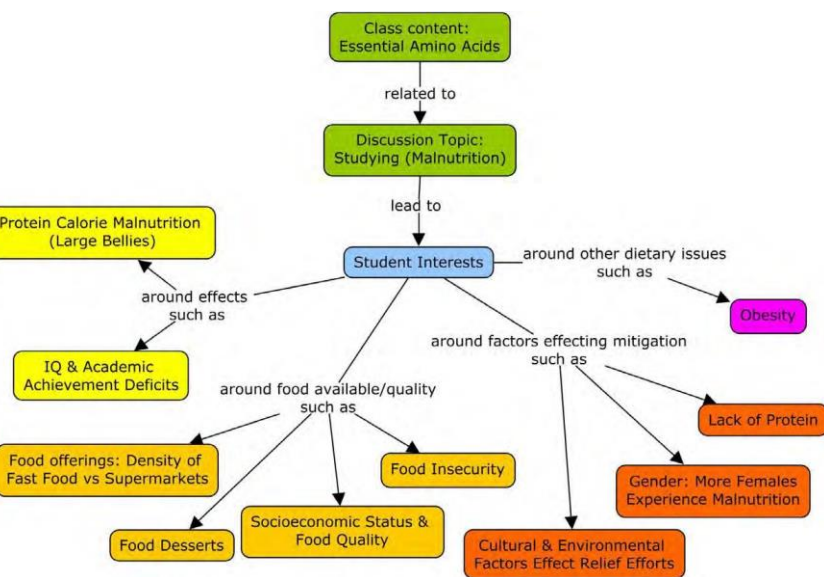 Class content:
Essential Amino Acids
related to
Discussion Topic:
Studying (Malnutrition)
lead to
Protein Calorie Malnutrition
(Large Bellies)
Student Interests
around other dietary issues
such as
around effects
such as
Obesity
around factors effecting mitigation
such as
IQ & Academic
Achievement Deficits
around food available/quality
such as
Lack of Protein
Food offerings: Density of
Fast Food vs Supermarkets
Food Insecurity
Gender: More Females
Experience Malnutrition
Socioeconomic Status &
Food Quality
Food Desserts
Cultural & Environmental
Factors Effect Relief Efforts